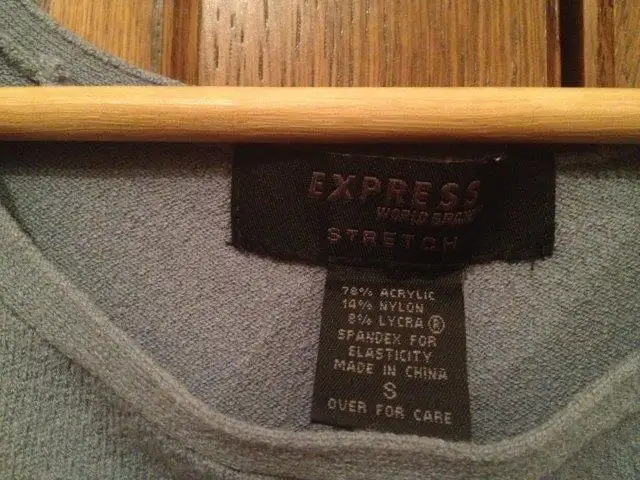 EXPRESS
WORLD BRAND
STRETCH
78% ACRYLIC
14% NYLON
8% LYCRA ®
SPANDEX FOR
ELASTICITY
MADE IN CHINA
S
OVER FOR CARE